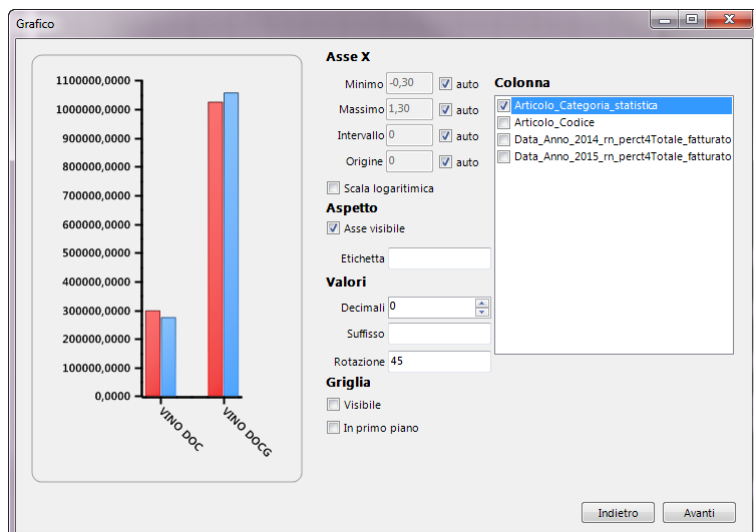 Grafico
1100000,0000
1000000,0000
900000,0000
800000,0000
700000,0000
600000,0000
500000,0000
400000,0000
300000,0000
200000,0000
100000,0000
0,0000
VINO DOC
VINO DOCG
Asse X
Minimo -0,30 auto
Massimo 1,30 auto
Intervallo 0 auto
Origine 0 auto
Scala logaritimica
Aspetto
Asse visibile
Etichetta
Valori
Decimali 0
Suffisso
Rotazione 45
Griglia
Visibile
In primo piano
Colonna
Articolo_Categoria_statistica
Articolo_Codice
Data_Anno_2014_rn_perct4Totale_fatturato
Data_Anno_2015_rn_perct4Totale_fatturato
Indietro
Avanti